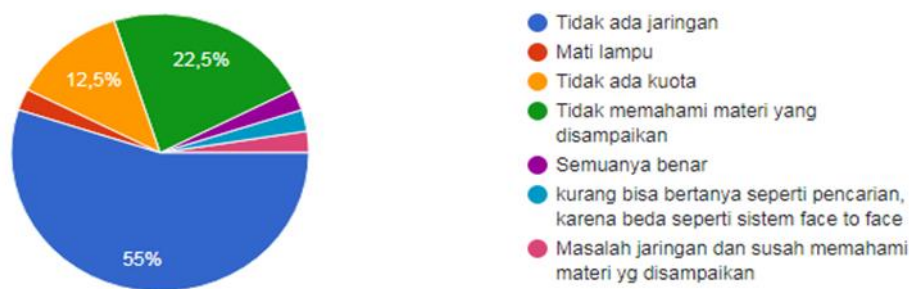 12,5%
22,5%
55%
Tidak ada jaringan
Mati lampu
Tidak ada kuota
Tidak memahami materi yang
disampaikan
Semuanya benar
kurang bisa bertanya seperti pencarian,
karena beda seperti sistem face to face
Masalah jaringan dan susah memahami
materi yg disampaikan